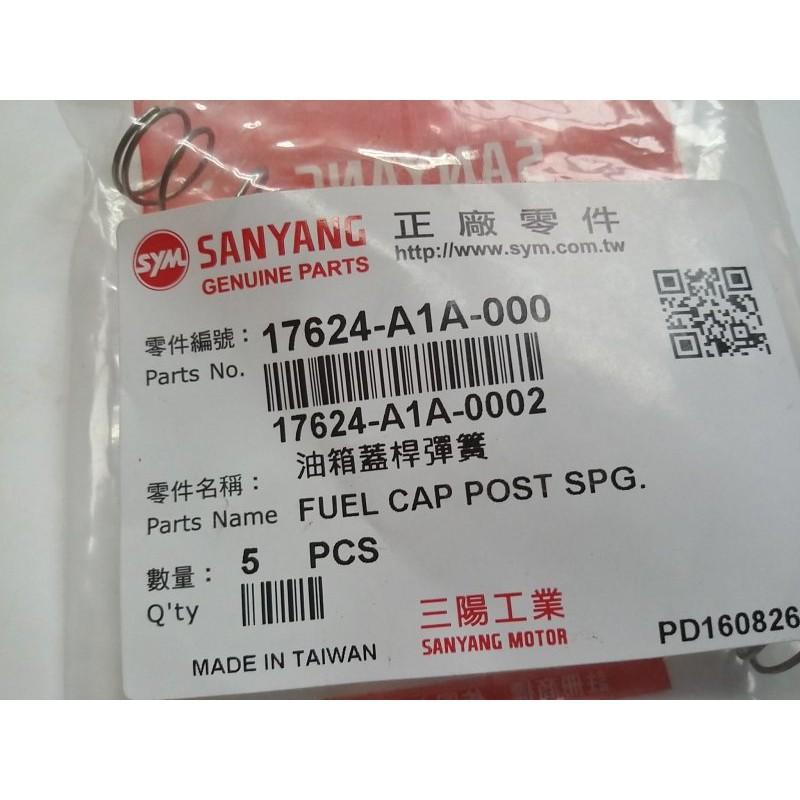 SANYANG
SYM SANYANG 正廠零件
GENUINE PARTS http://www.sym.com.tw
零件編號： 17624-A1A-000
Parts No.
17624-A1A-0002
零件名稱： 油箱蓋桿彈簧
Parts Name FUEL CAP POST SPG.
數量： 5 PCS
Q'ty
三陽工業
SANYANG MOTOR
MADE IN TAIWAN
PD160826